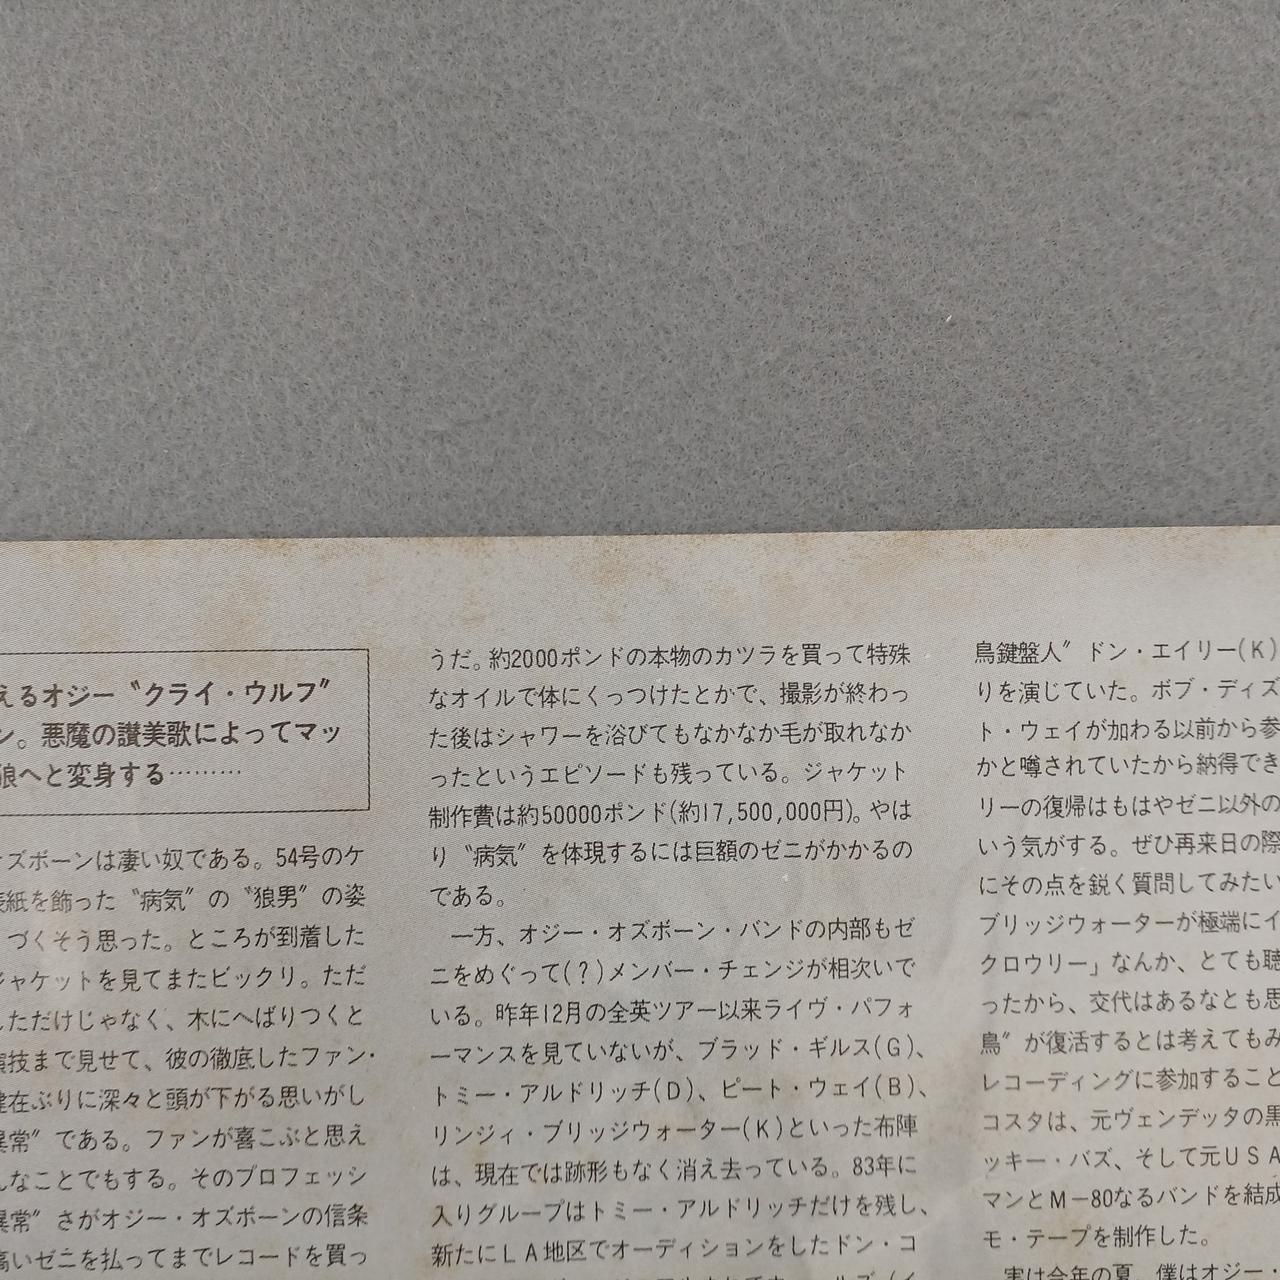 えるオジー〝クライ・ウルフ〞
ン。悪魔の讃美歌によってマッ
狼へと変身する………
ズボーンは凄い奴である。54号のケ
表紙を飾った〝病気〞の〝狼男〞の姿
づくそう思った。ところが到着した
ジャケットを見てまたビックリ。ただ
しただけじゃなく、木にへばりつくと
演技まで見せて、彼の徹底したファン・
健在ぶりに深々と頭が下がる思いがし
異常〞である。ファンが喜こぶと思え
んなことでもする。そのプロフェッシ
異常〞さがオジー・オズボーンの信条
高いゼニを払ってまでレコードを買っ
うだ。約2000ポンドの本物のカツラを買って特殊
なオイルで体にくっつけたとかで、撮影が終わっ
た後はシャワーを浴びてもなかなか毛が取れなか
ったというエピソードも残っている。ジャケット
制作費は約50000ポンド(約17,500,000円)。やは
り〝病気〞を体現するには巨額のゼニがかかるの
である。
一方、オジー・オズボーン・バンドの内部もゼ
ニをめぐって(？)メンバー・チェンジが相次いで
いる。昨年12月の全英ツアー以来ライヴ・パフォ
ーマンスを見ていないが、ブラッド・ギルス(G)、
トミー・アルドリッチ(D)、ピート・ウェイ(B)、
リンジィ・ブリッジウォーター(K)といった布陣
は、現在では跡形もなく消え去っている。83年に
入りグループはトミー・アルドリッチだけを残し、
新たにLA地区でオーディションをしたドン・コ
鳥鍵盤人〞ドン・エイリー(K)
りを演じていた。ボブ・ディズ
ト・ウェイが加わる以前から参
かと噂されていたから納得でき
リーの復帰はもはやゼニ以外の
いう気がする。ぜひ再来日の際
にその点を鋭く質問してみたい
ブリッジウォーターが極端にイ
クロウリー」なんか、とても聴
ったから、交代はあるなとも思
鳥〞が復活するとは考えてもみ
レコーディングに参加すること
コスタは、元ヴェンデッタの黒
ッキー・バズ、そして元USA
マンとM－80なるバンドを結成
モ・テープを制作した。
実は今年の夏、僕はオジー・